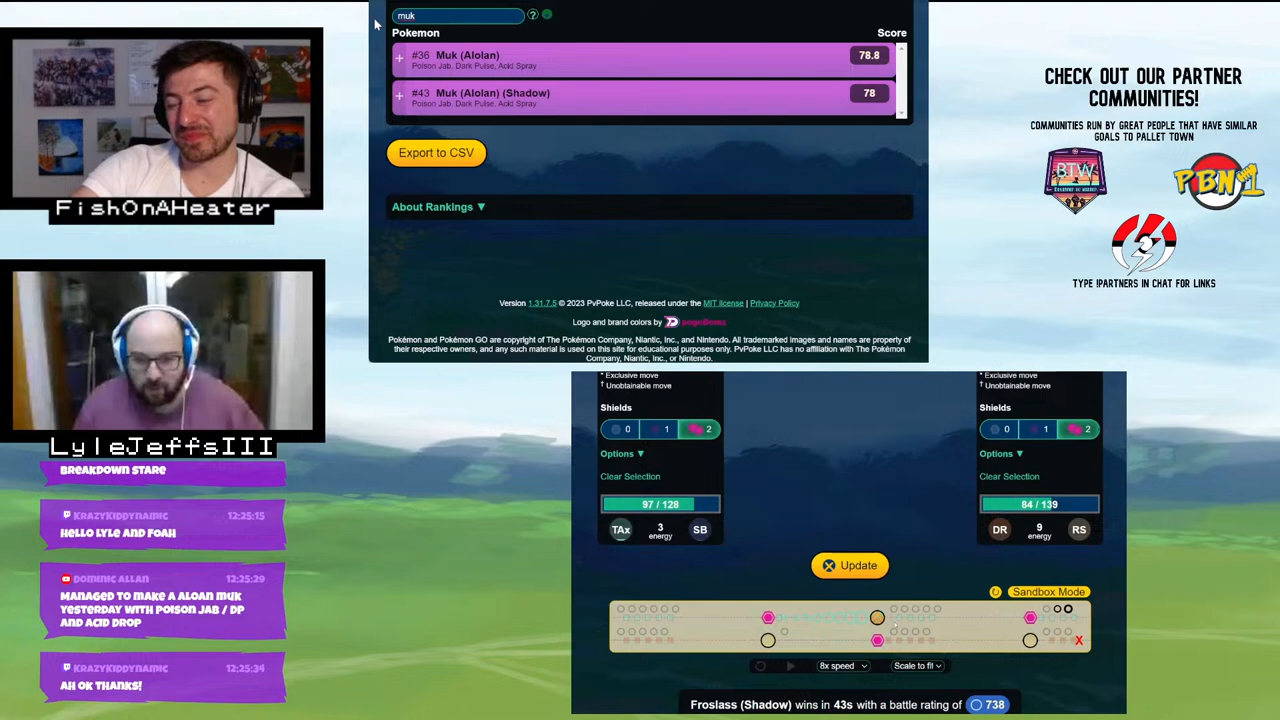 FishOnAHeater
LyleJeffsIII
BREAKDOWN STARE
KRAZYKIDDYNAMIC 12:25:15
HELLO LYLE AND FOAH
DOMINIC ALLAN 12:25:29
MANAGED TO MAKE A ALOAN MUK
YESTERDAY WITH POISON JAB / DP
AND ACID DROP
KRAZYKIDDYNAMIC 12:25:34
AH OK THANKS!
muk
?
Pokemon Score
+ #36 Muk (Alolan) 78.8
Poison Jab, Dark Pulse, Acid Spray
+ #43 Muk (Alolan) (Shadow) 78
Poison Jab, Dark Pulse, Acid Spray
Export to CSV
About Rankings ▼
Version 1.31.7.5 © 2023 PvPoke LLC, released under the MIT license | Privacy Policy
Logo and brand colors by
Pokémon and Pokémon GO are copyright of The Pokémon Company, Niantic, Inc., and Nintendo. All trademarked images and names are property of
their respective owners, and any such material is used on this site for educational purposes only. PvPoke LLC has no affiliation with The Pokémon
Company, Niantic, Inc., or Nintendo.
* Exclusive move
† Unobtainable move
Shields
0 1 2
Options ▼
Clear Selection
97 / 128
TAx 3 SB
energy
* Exclusive move
† Unobtainable move
Shields
0 1 2
Options ▼
Clear Selection
84 / 139
DR 9 RS
energy
Update
Sandbox Mode
X
8x speed
Scale to fit
Froslass (Shadow) wins in 43s with a battle rating of 738
CHECK OUT OUR PARTNER
COMMUNITIES!
COMMUNITIES RUN BY GREAT PEOPLE THAT HAVE SIMILAR
GOALS TO PALLET TOWN
BTW
PBN1
TYPE !PARTNERS IN CHAT FOR LINKS